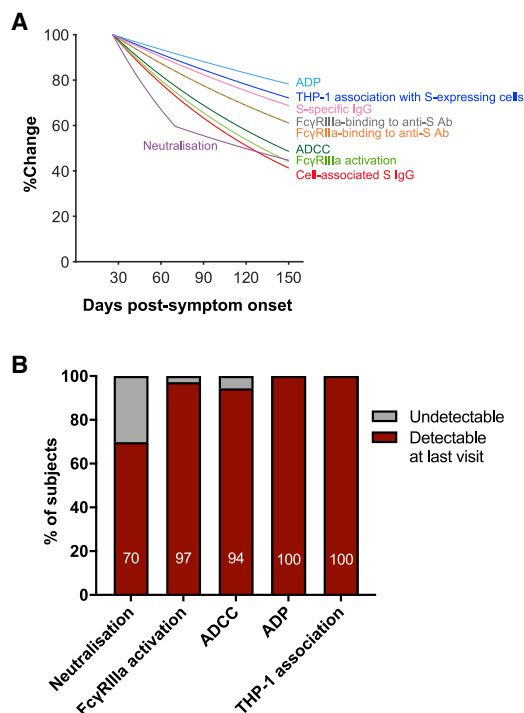 A
100
80
60
40
20
0
%Change
ADP
THP-1 association with S-expressing cells
S-specific IgG
FcγRIIIa-binding to anti-S Ab
FcγRIIa-binding to anti-S Ab
Neutralisation
ADCC
FcγRIIIa activation
Cell-associated S IgG
30 60 90 120 150
Days post-symptom onset
B
100
80
60
40
20
0
% of subjects
70 97 94 100 100
Undetectable
Detectable
at last visit
Neutralisation
FcγRIIIa activation
ADCC
ADP
THP-1 association